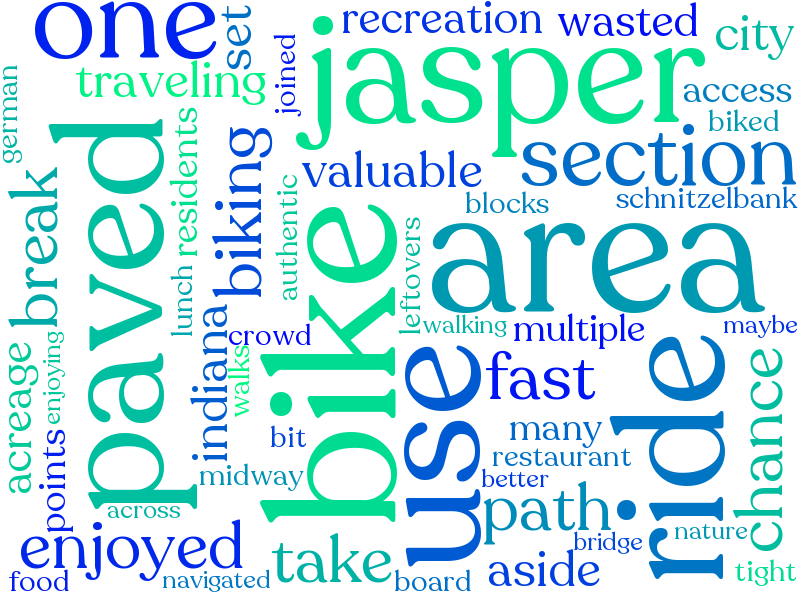 one
set
joined
recreation
wasted
city
german
traveling
jasper
access
biked
paved
residents
biking
valuable
section
break
authentic
blocks
schnitzelbank
lunch
bike
leftovers
area
indiana
crowd
walking
multiple
maybe
acreage
enjoying
walks
use
fast
ride
chance
points
bit
many
midway
restaurant
better
across
path
nature
enjoyed
take
aside
bridge
tight
food
navigated
board